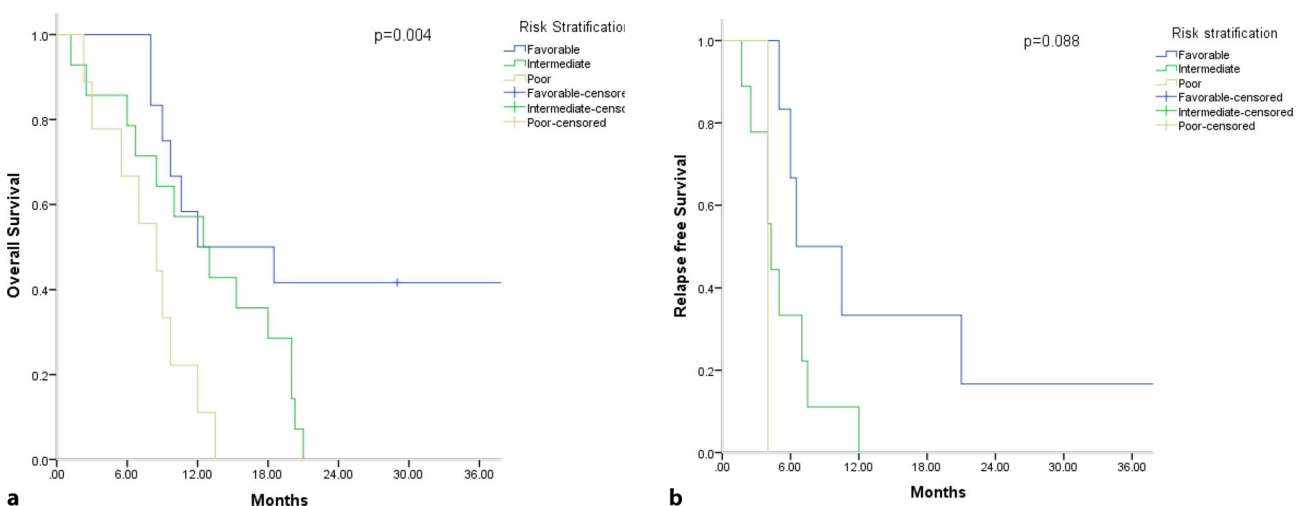 p=0.004
Risk Stratification
Favorable
Intermediate
Poor
Favorable-censore
Intermediate-censo
Poor-censored
Overall Survival
1.0
0.8
0.6
0.4
0.2
0.0
.00 6.00 12.00 18.00 24.00 30.00 36.00
Months
a
p=0.088
Risk stratification
Favorable
Intermediate
Poor
Favorable-censored
Intermediate-censored
Poor-censored
Relapse free Survival
1.0
0.8
0.6
0.4
0.2
0.0
.00 6.00 12.00 18.00 24.00 30.00 36.00
Months
b